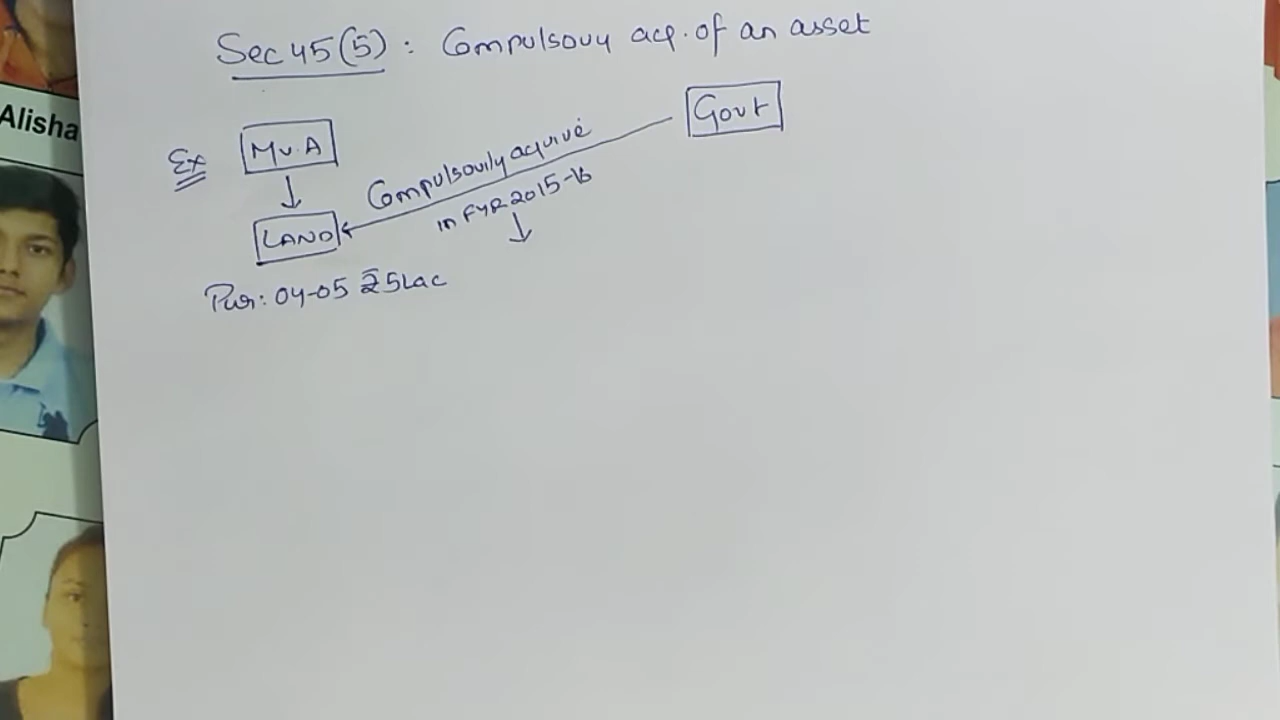 Sec 45(5) : Compulsory acq. of an asset
Alisha
Govt
Ex
Mr. A
Compulsorily acquire
in FYR 2015-16
LAND
Pur: 04-05 ₹5Lac